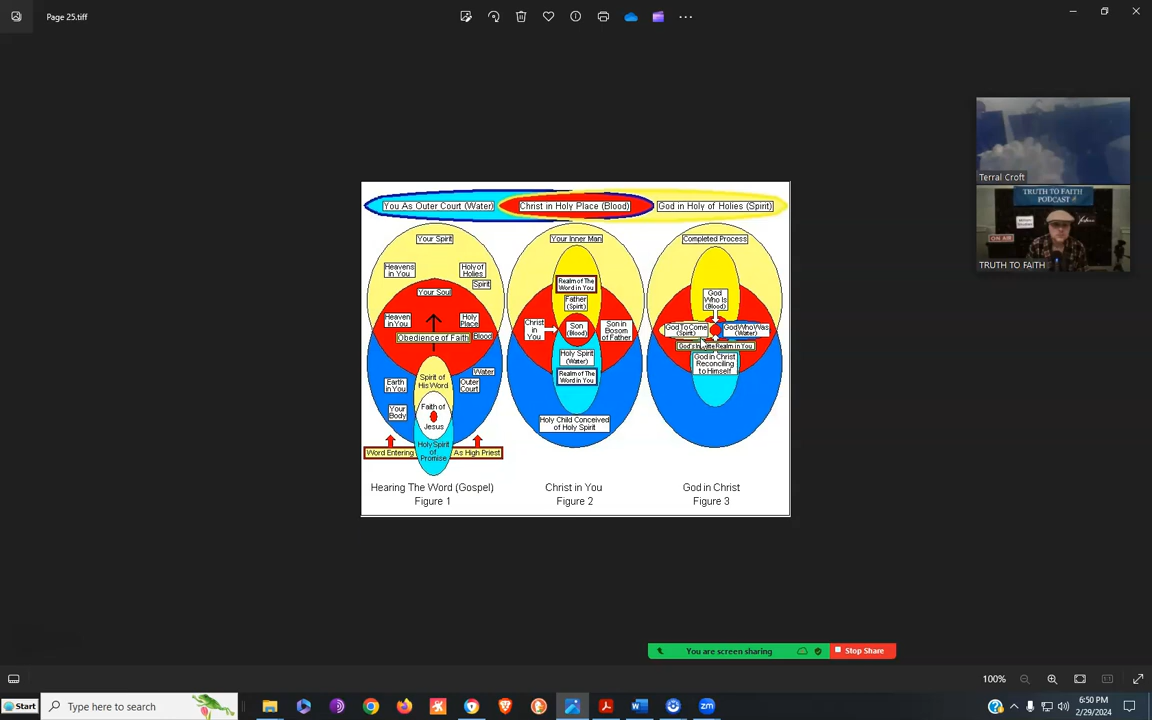 Page 25.tiff
Terral Croft
TRUTH TO FAITH
PODCAST
ON AIR
TRUTH TO FAITH
You As Outer Court (Water)
Christ in Holy Place (Blood)
God in Holy of Holies (Spirit)
Your Spirit
Heavens
in You
Holy of
Holies
Spirit
Your Soul
Heaven
in You
Holy
Place
Obedience of Faith
Blood
Water
Spirit of
His Word
Earth
in You
Outer
Court
Your
Body
Faith of
Jesus
Holy Spirit
of
Promise
Word Entering
As High Priest
Hearing The Word (Gospel)
Figure 1
Your Inner Man
Realm of The
Word in You
Father
(Spirit)
Christ
in
You
Son
(Blood)
Son in
Bosom
of Father
Holy Spirit
(Water)
Realm of The
Word in You
Holy Child Conceived
of Holy Spirit
Christ in You
Figure 2
Completed Process
God
Who Is
(Blood)
God To Come
(Spirit)
God Who Was
(Water)
God's Infinite Realm in You
God in Christ
Reconciling
to Himself
God in Christ
Figure 3
You are screen sharing
Stop Share
100%
Start
Type here to search
6:50 PM
2/29/2024